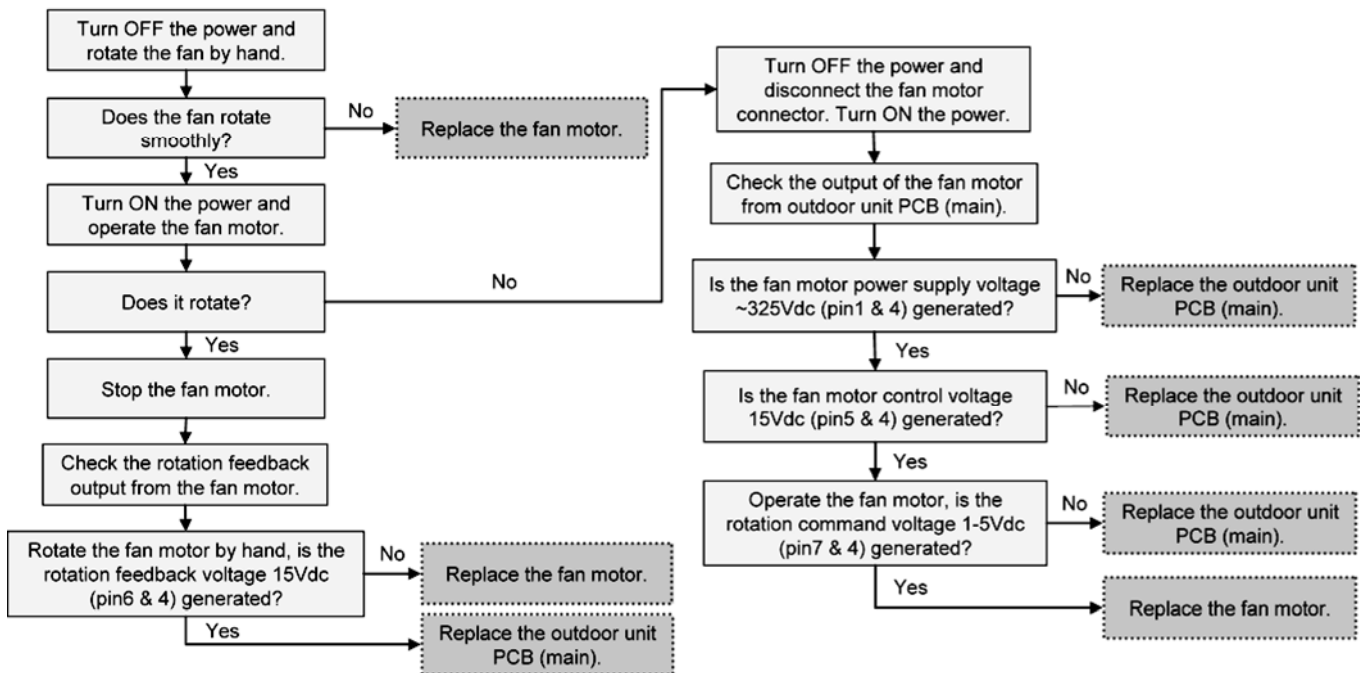 Turn OFF the power and
rotate the fan by hand.
Does the fan rotate
smoothly?
No
Replace the fan motor.
Yes
Turn ON the power and
operate the fan motor.
Does it rotate?
No
Yes
Stop the fan motor.
Check the rotation feedback
output from the fan motor.
Rotate the fan motor by hand, is the
rotation feedback voltage 15Vdc
(pin6 & 4) generated?
No
Replace the fan motor.
Yes
Replace the outdoor unit
PCB (main).
Turn OFF the power and
disconnect the fan motor
connector. Turn ON the power.
Check the output of the fan motor
from outdoor unit PCB (main).
Is the fan motor power supply voltage
~325Vdc (pin1 & 4) generated?
No
Replace the outdoor unit
PCB (main).
Yes
Is the fan motor control voltage
15Vdc (pin5 & 4) generated?
No
Replace the outdoor unit
PCB (main).
Yes
Operate the fan motor, is the
rotation command voltage 1-5Vdc
(pin7 & 4) generated?
No
Replace the outdoor unit
PCB (main).
Yes
Replace the fan motor.